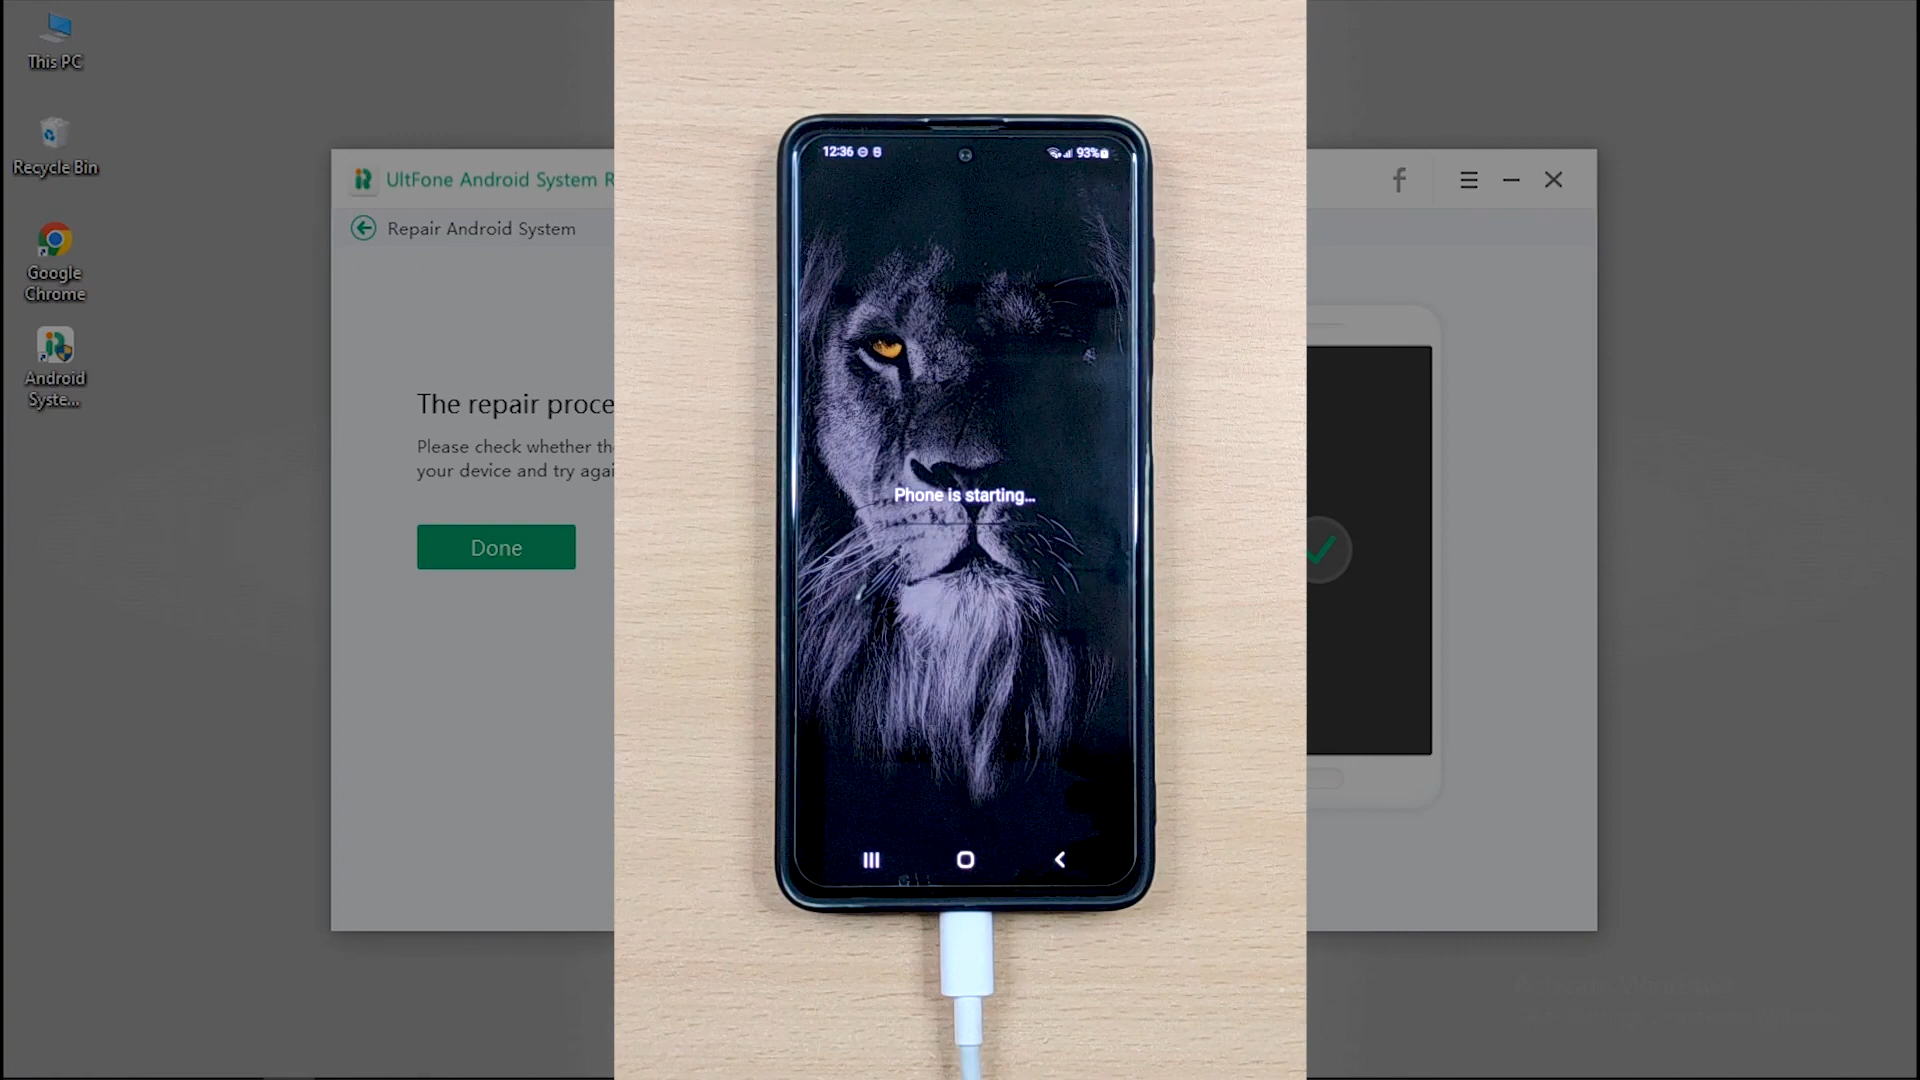 This PC
Recycle Bin
Google
Chrome
Android
Syste...
UltFone Android System R
Repair Android System
The repair proce
Please check whether th
your device and try agai
Done
12:36
93%
Phone is starting...
f